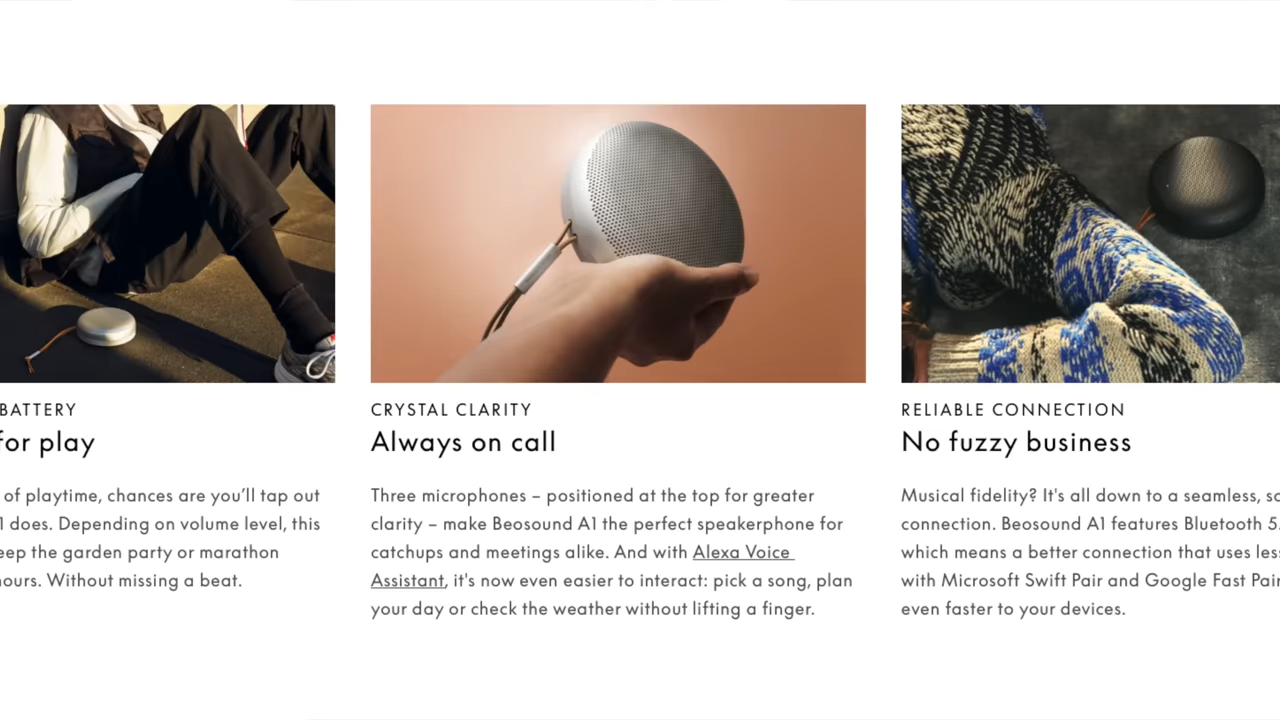 BATTERY
for play
of playtime, chances are you’ll tap out
does. Depending on volume level, this
the garden party or marathon
Without missing a beat.
CRYSTAL CLARITY
Always on call
Three microphones – positioned at the top for greater
clarity – make Beosound A1 the perfect speakerphone for
catchups and meetings alike. And with Alexa Voice
Assistant, it's now even easier to interact: pick a song, plan
your day or check the weather without lifting a finger.
RELIABLE CONNECTION
No fuzzy business
Musical fidelity? It's all down to a seamless,
connection. Beosound A1 features Bluetooth
which means a better connection that uses
with Microsoft Swift Pair and Google Fast Pair
even faster to your devices.